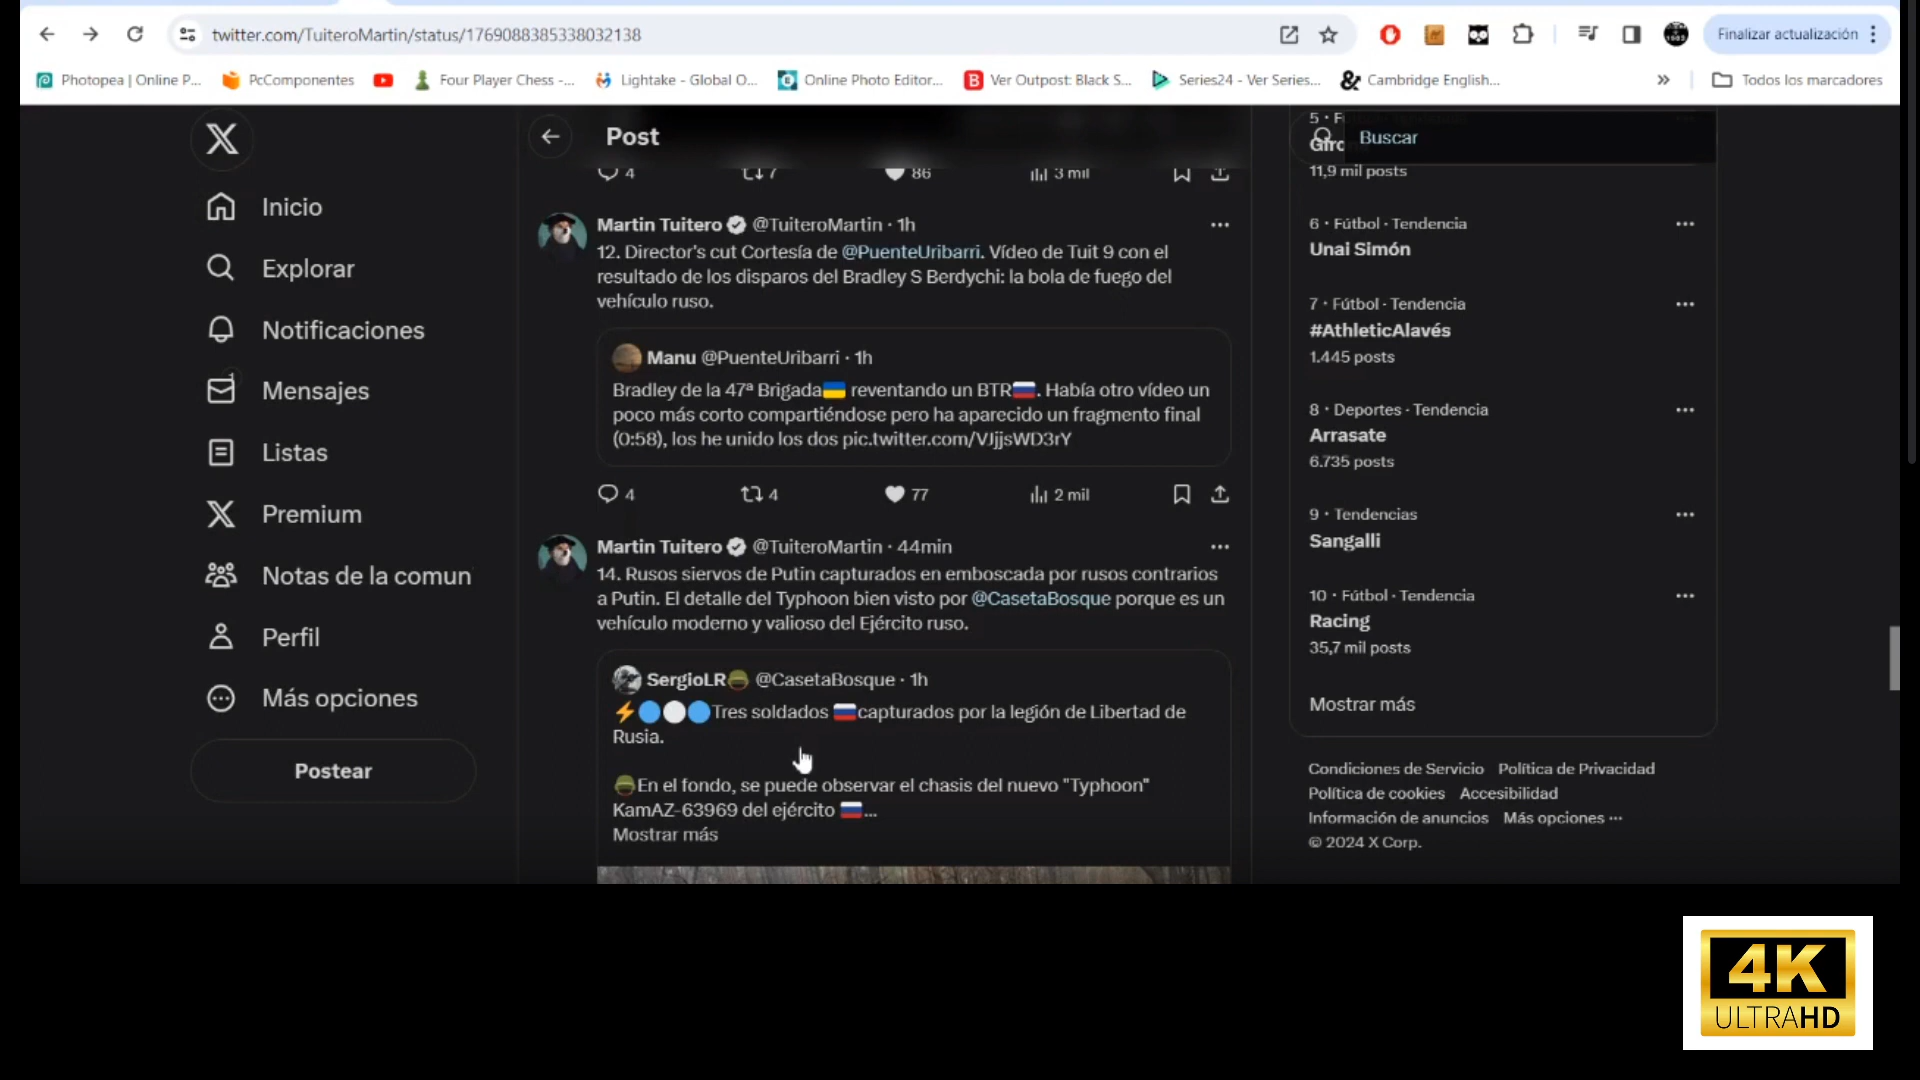 twitter.com/TuiteroMartin/status/1769088385338032138
Finalizar actualización
Photopea | Online P...
PcComponentes
Four Player Chess -...
Lightake - Global O...
Online Photo Editor...
Ver Outpost: Black S...
Series24 - Ver Series...
Cambridge English...
»
Todos los marcadores
Inicio
Explorar
Notificaciones
1
Mensajes
Listas
Premium
Notas de la comun
Perfil
Más opciones
Postear
Post
4 7 86 3 mil
Martin Tuitero @TuiteroMartin · 1h
12. Director's cut Cortesía de @PuenteUribarri. Vídeo de Tuit 9 con el
resultado de los disparos del Bradley S Berdychi: la bola de fuego del
vehículo ruso.
Manu @PuenteUribarri · 1h
Bradley de la 47ª Brigada🇺🇦 reventando un BTR🇷🇺. Había otro vídeo un
poco más corto compartiéndose pero ha aparecido un fragmento final
(0:58), los he unido los dos pic.twitter.com/VJjjsWD3rY
4 4 77 2 mil
Martin Tuitero @TuiteroMartin · 44min
14. Rusos siervos de Putin capturados en emboscada por rusos contrarios
a Putin. El detalle del Typhoon bien visto por @CasetaBosque porque es un
vehículo moderno y valioso del Ejército ruso.
SergioLR🪖 @CasetaBosque · 1h
⚡🔵⚪🔵Tres soldados 🇷🇺capturados por la legión de Libertad de
Rusia.
🪖En el fondo, se puede observar el chasis del nuevo "Typhoon"
KamAZ-63969 del ejército 🇷🇺...
Mostrar más
Buscar
11,9 mil posts
6 · Fútbol · Tendencia
Unai Simón
7 · Fútbol · Tendencia
#AthleticAlavés
1.445 posts
8 · Deportes · Tendencia
Arrasate
6.735 posts
9 · Tendencias
Sangalli
10 · Fútbol · Tendencia
Racing
35,7 mil posts
Mostrar más
Condiciones de Servicio Política de Privacidad
Política de cookies Accesibilidad
Información de anuncios Más opciones ···
© 2024 X Corp.
4K
ULTRAHD